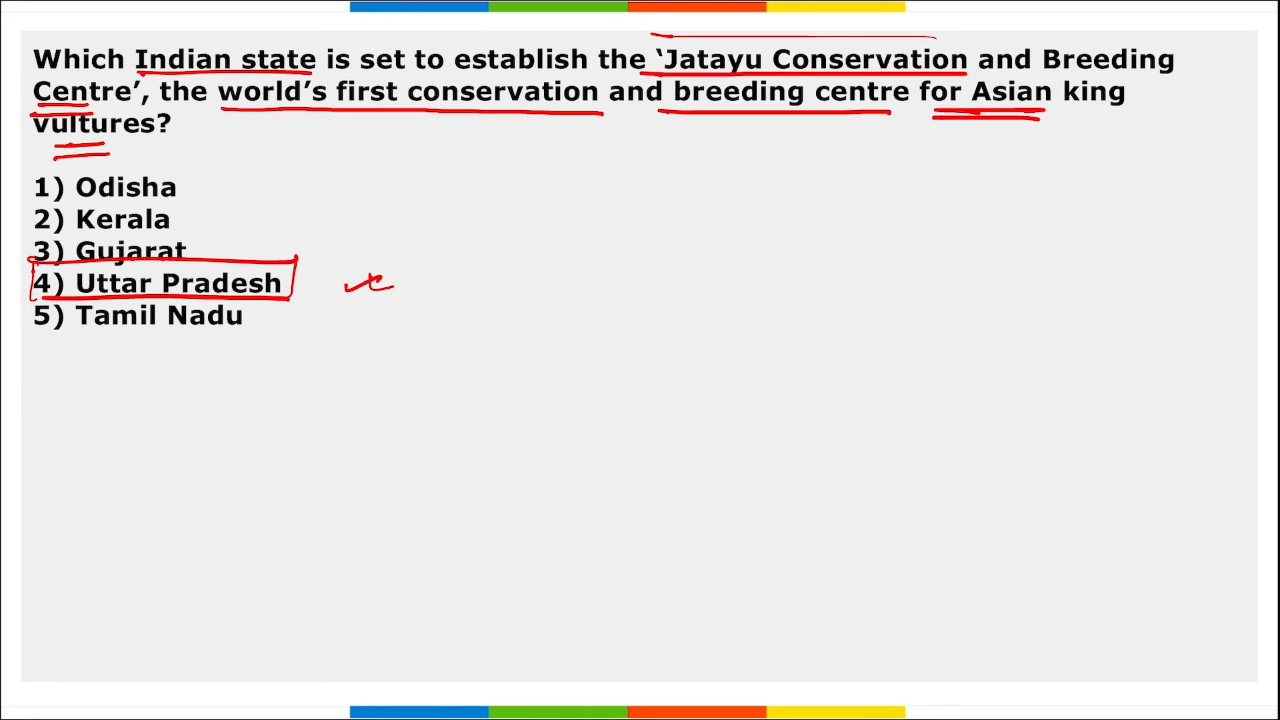 Which Indian state is set to establish the ‘Jatayu Conservation and Breeding
Centre’, the world’s first conservation and breeding centre for Asian king
vultures?
1) Odisha
2) Kerala
3) Gujarat
4) Uttar Pradesh
5) Tamil Nadu